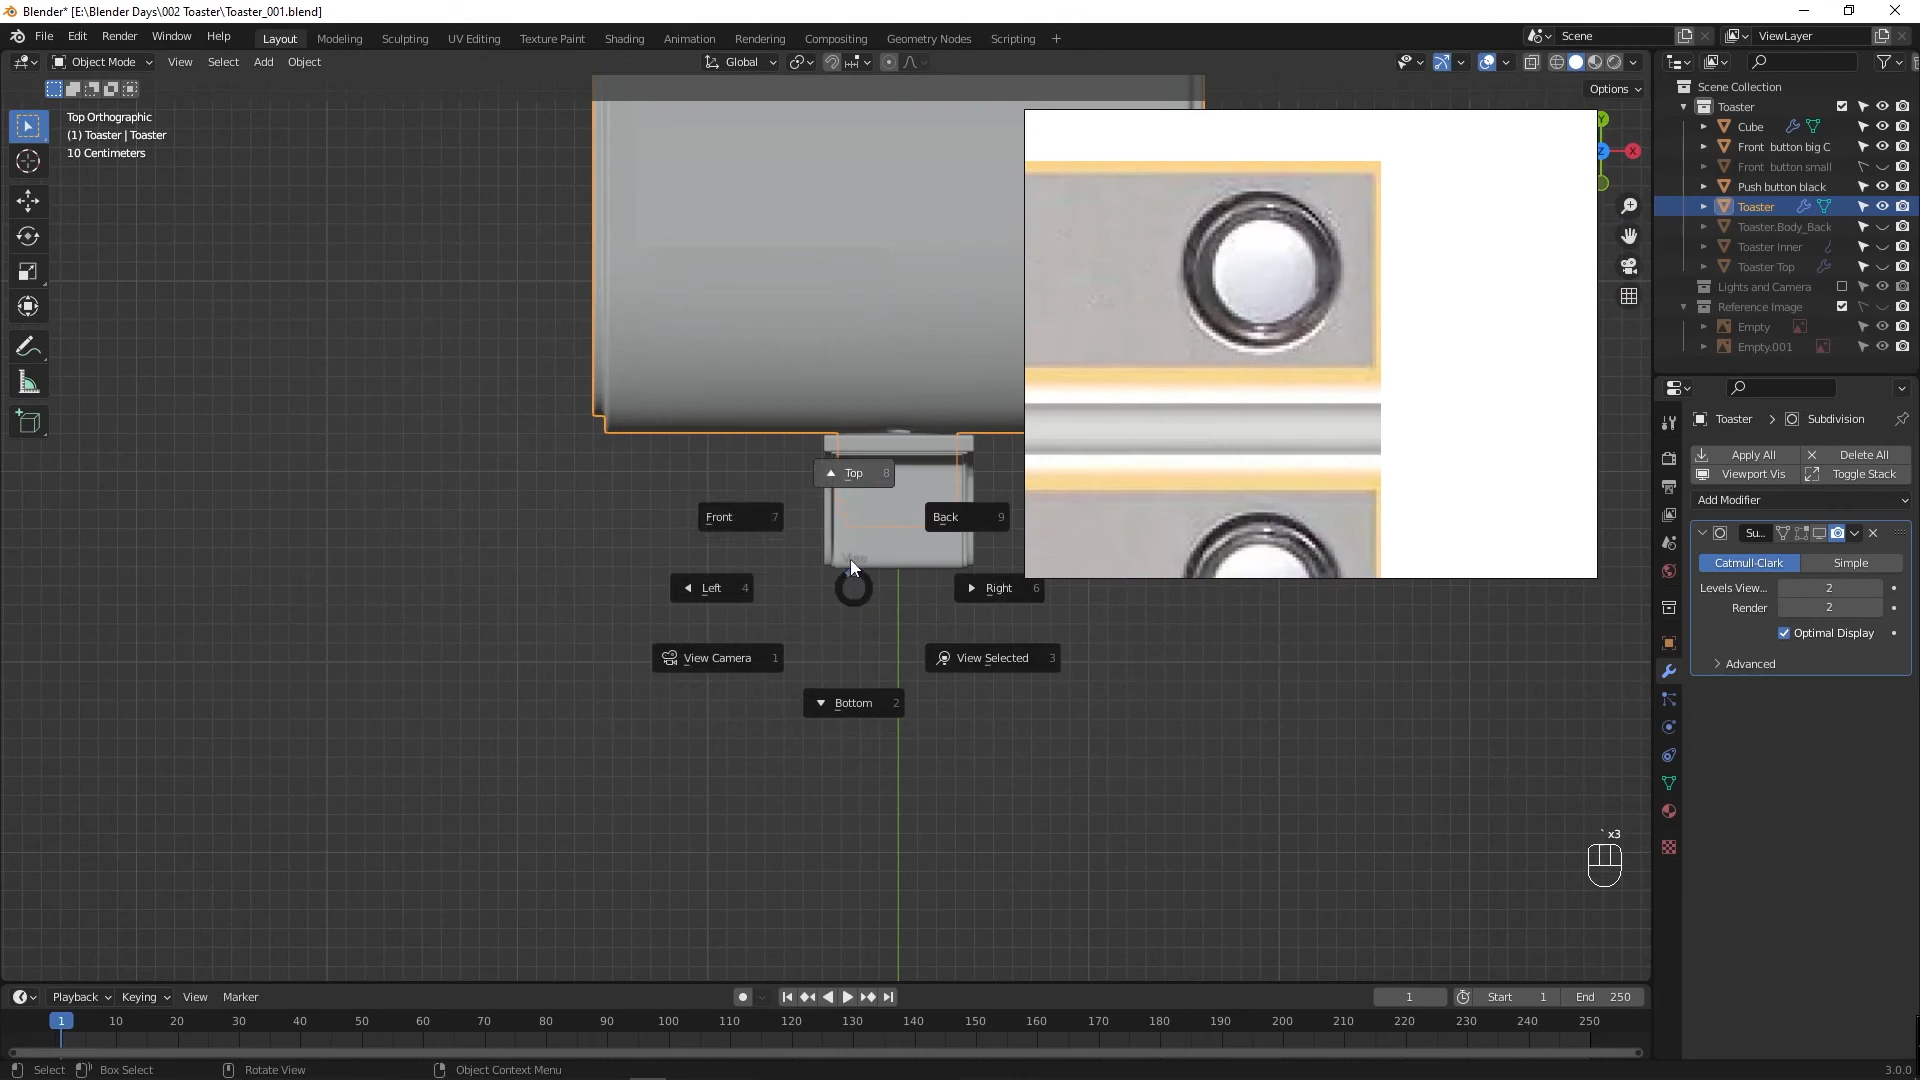 Blender* [E:\Blender Days\002 Toaster\Toaster_001.blend]
File Edit Render Window Help
Layout Modeling Sculpting UV Editing Texture Paint Shading Animation Rendering Compositing Geometry Nodes Scripting +
Scene
ViewLayer
Object Mode View Select Add Object
Global
Options
Top Orthographic
(1) Toaster | Toaster
10 Centimeters
Y
Z
X
Top 8
Front 7
Back 9
Left 4
Right 6
View Camera 1
View Selected 3
Bottom 2
` x3
Scene Collection
Toaster
Cube
Front button big C
Front button small
Push button black
Toaster
Toaster.Body_Back
Toaster Inner
Toaster Top
Lights and Camera
Reference Image
Empty
Empty.001
Toaster > Subdivision
Apply All
Delete All
Viewport Vis
Toggle Stack
Add Modifier
Su...
Catmull-Clark
Simple
Levels View... 2
Render 2
Optimal Display
Advanced
Playback Keying View Marker
1
Start 1
End 250
1 10 20 30 40 50 60 70 80 90 100 110 120 130 140 150 160 170 180 190 200 210 220 230 240 250
Select
Box Select
Rotate View
Object Context Menu
3.0.0